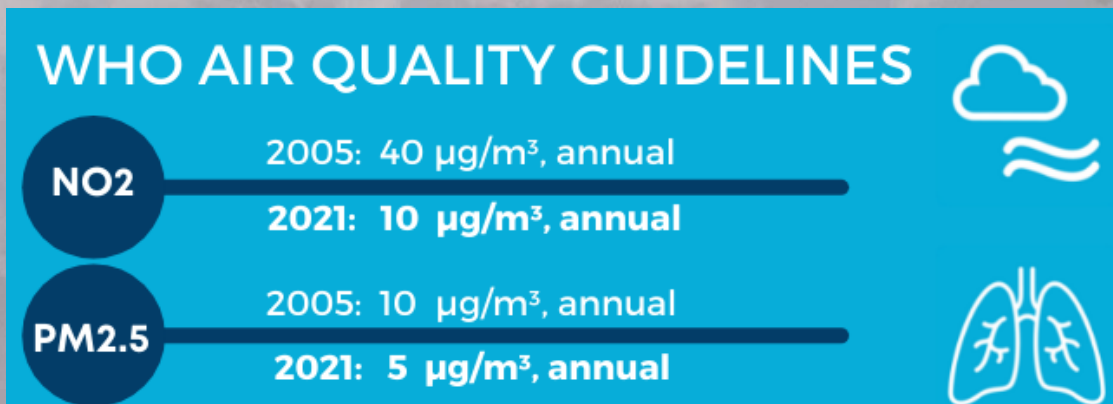 WHO AIR QUALITY GUIDELINES
NO2
2005: 40 µg/m³, annual
2021: 10 µg/m³, annual
PM2.5
2005: 10 µg/m³, annual
2021: 5 µg/m³, annual